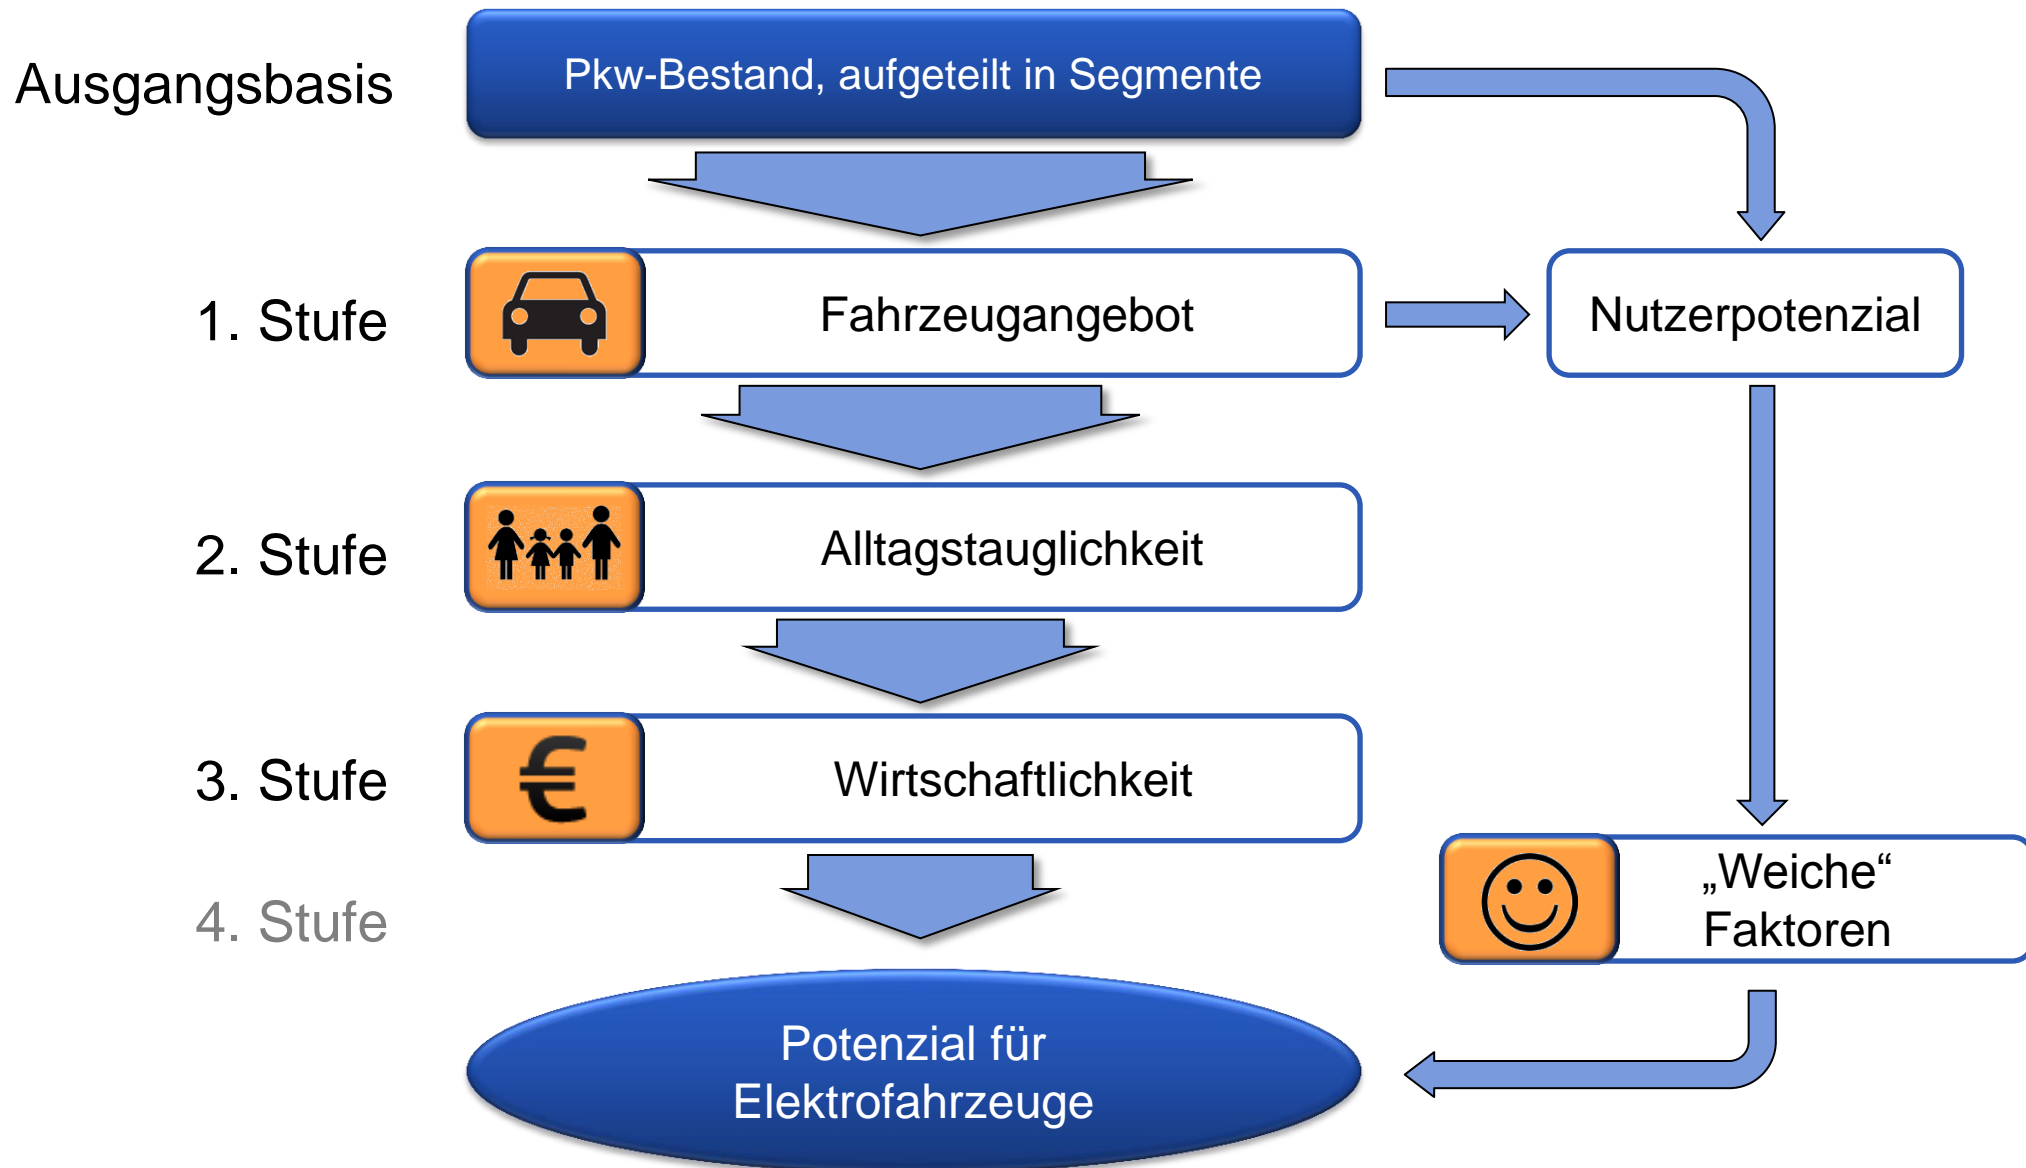 Ausgangsbasis
Pkw-Bestand, aufgeteilt in Segmente
1. Stufe
Fahrzeugangebot
Nutzerpotenzial
2. Stufe
Alltagstauglichkeit
3. Stufe
€
Wirtschaftlichkeit
4. Stufe
„Weiche“
Faktoren
Potenzial für
Elektrofahrzeuge